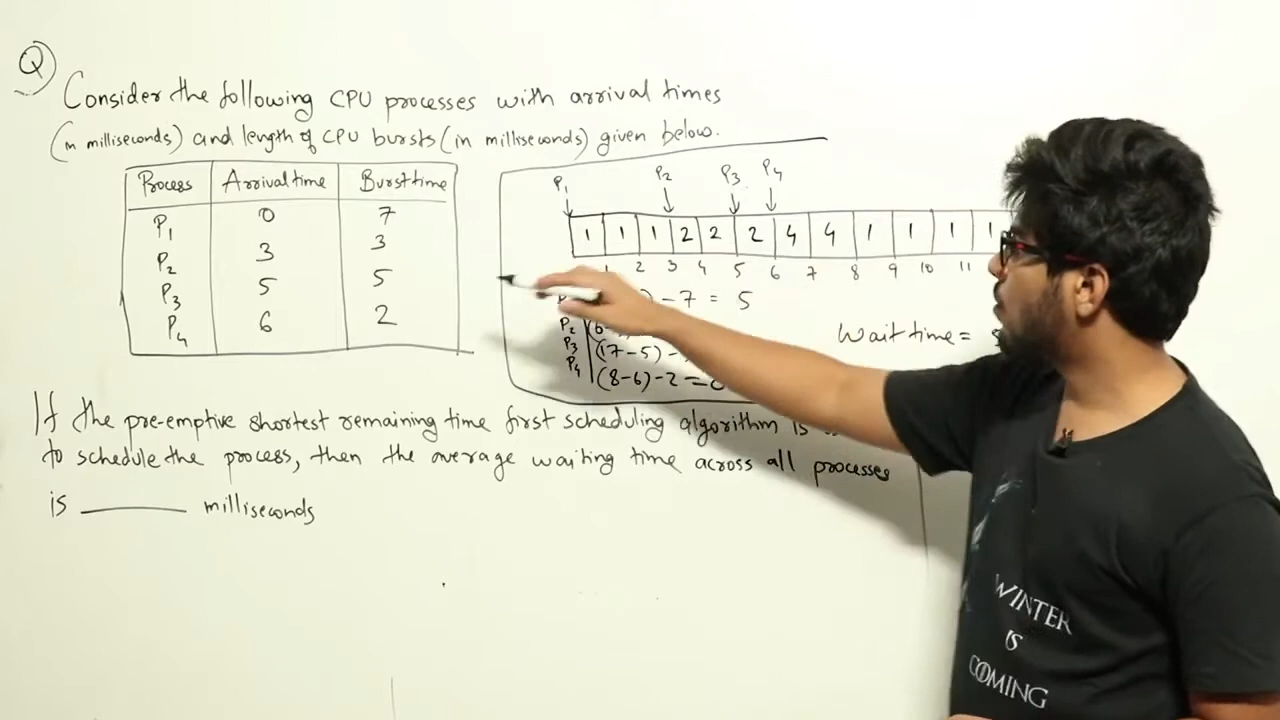 Q
Consider the following CPU processes with arrival times
(in milliseconds) and length of CPU bursts (in milliseconds) given below.
Process Arrival time Burst time
P1 0 7
P2 3 3
P3 5 5
P4 6 2
P1 P2 P3 P4
1 1 1 2 2 2 4 4 1 1 1 1
1 2 3 4 5 6 7 8 9 10 11
- 7 = 5
P2 (6-
P3 (17-5) -
P4 (8-6) - 2 = 0
Wait time =
If the pre-emptive shortest remaining time first scheduling algorithm is
to schedule the process, then the average waiting time across all processes
is ______ milliseconds
WINTER
IS
COMING